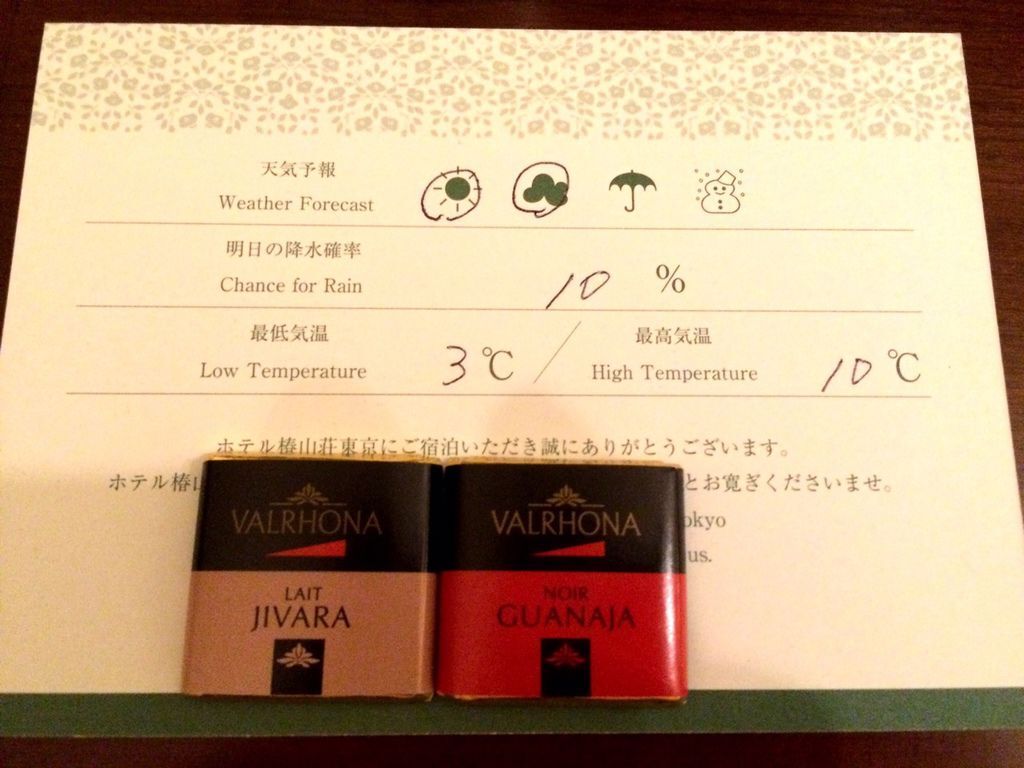 天気予報
Weather Forecast
明日の降水確率
Chance for Rain
10 %
最低気温
Low Temperature
3 ℃
最高気温
High Temperature
10 ℃
ホテル椿山荘東京にご宿泊いただき誠にありがとうございます。
ホテル椿山 とお寛ぎくださいませ。
okyo
us.
VALRHONA
LAIT
JIVARA
VALRHONA
NOIR
GUANAJA